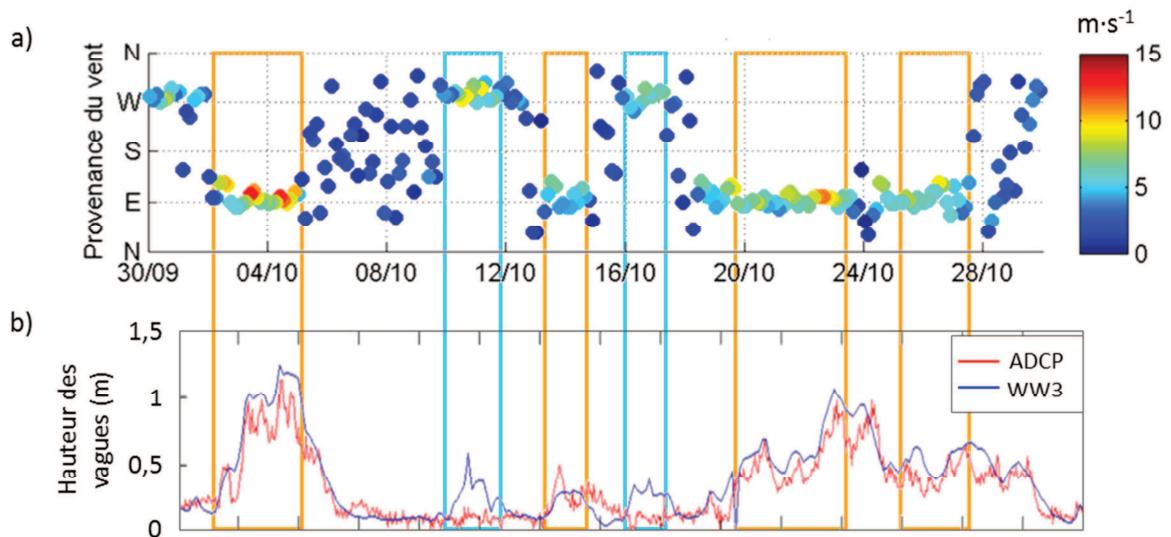 a)
m·s⁻¹
Provenance du vent
N
W
S
E
N
30/09 04/10 08/10 12/10 16/10 20/10 24/10 28/10
15
10
5
0
b)
Hauteur des
vagues (m)
1,5
1
0,5
0
ADCP
WW3